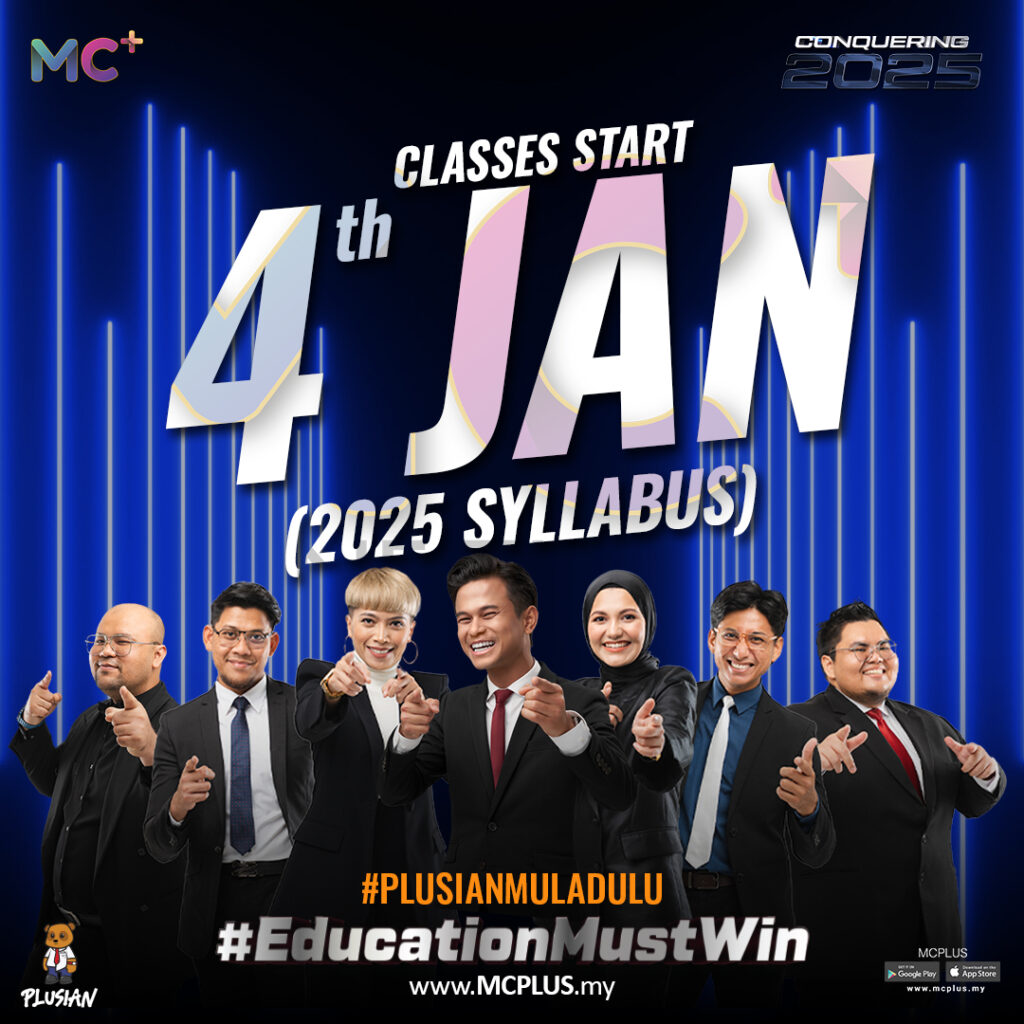 MC+
CONQUERING
2025
CLASSES START
4th JAN
(2025 SYLLABUS)
#PLUSIANMULADULU
#EducationMustWin
www.MCPLUS.my
PLUSIAN
MCPLUS
GET IT ON
Google Play
Download on the
App Store
www.mcplus.my